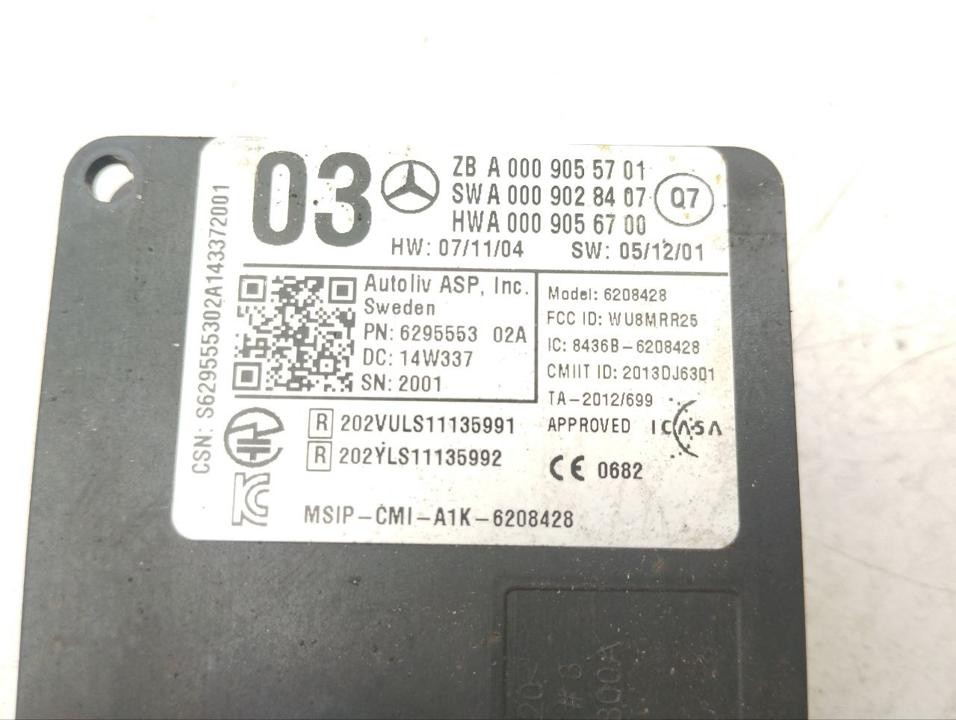 03
ZB A 000 905 57 01
SW A 000 902 84 07
HWA 000 905 67 00
Q7
HW: 07/11/04 SW: 05/12/01
CSN: S6295555302A143372001
Autoliv ASP, Inc.
Sweden
PN: 6295553 02A
DC: 14W337
SN: 2001
Model: 6208428
FCC ID: WU8MRR25
IC: 8436B-6208428
CMIIT ID: 2013DJ6301
TA-2012/699
APPROVED ICASA
R 202VULS11135991
R 202YLS11135992
CE 0682
MSIP-CMI-A1K-6208428
# 3